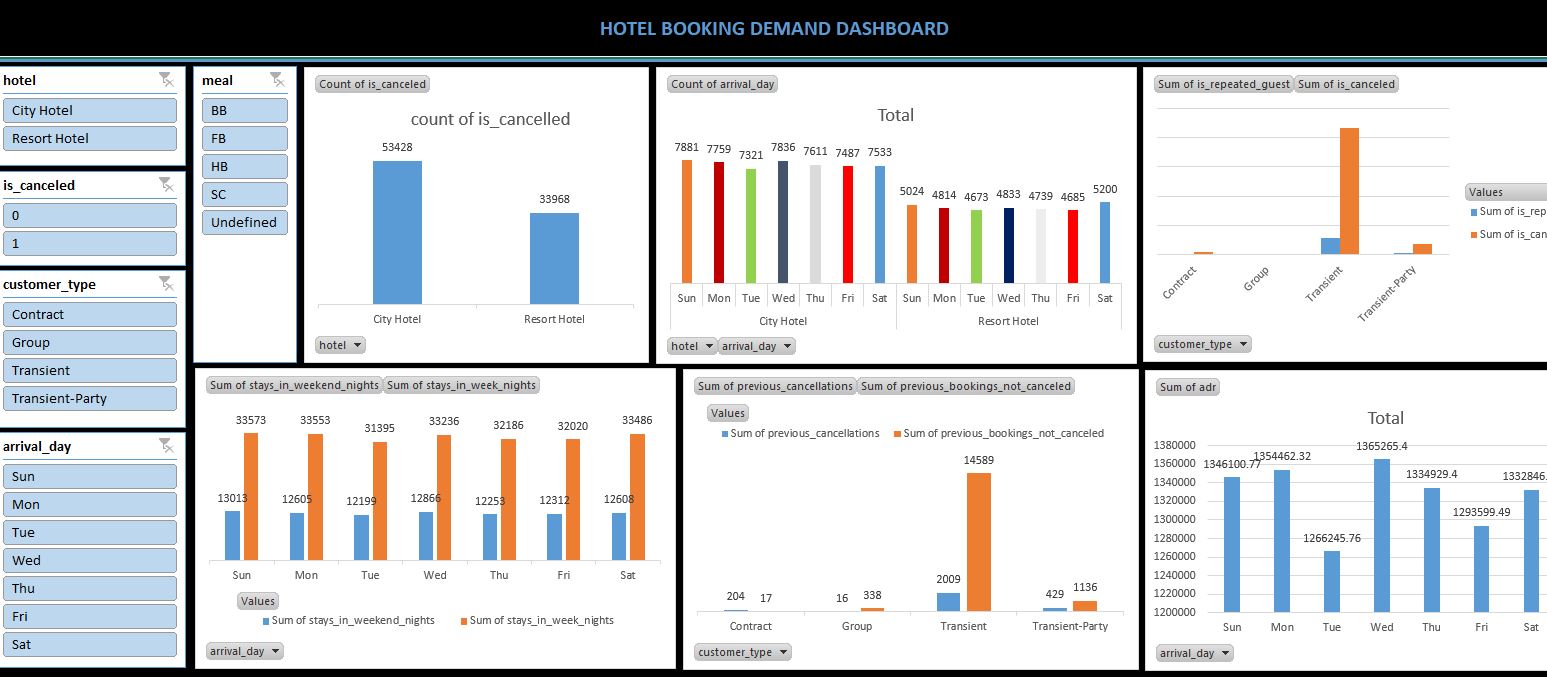 HOTEL BOOKING DEMAND DASHBOARD
hotel
City Hotel
Resort Hotel
is_canceled
0
1
customer_type
Contract
Group
Transient
Transient-Party
arrival_day
Sun
Mon
Tue
Wed
Thu
Fri
Sat
meal
BB
FB
HB
SC
Undefined
Count of is_canceled
count of is_cancelled
53428
33968
City Hotel Resort Hotel
hotel
Count of arrival_day
Total
7881 7759 7321 7836 7611 7487 7533 5024 4814 4673 4833 4739 4685 5200
Sun Mon Tue Wed Thu Fri Sat Sun Mon Tue Wed Thu Fri Sat
City Hotel Resort Hotel
hotel arrival_day
Sum of is_repeated_guest Sum of is_canceled
Values
Sum of is_rep
Sum of is_can
Contract Group Transient Transient-Party
customer_type
Sum of stays_in_weekend_nights Sum of stays_in_week_nights
33573 33553 31395 33236 32186 32020 33486
13013 12605 12199 12866 12253 12312 12608
Sun Mon Tue Wed Thu Fri Sat
Values
Sum of stays_in_weekend_nights Sum of stays_in_week_nights
arrival_day
Sum of previous_cancellations Sum of previous_bookings_not_canceled
Values
Sum of previous_cancellations Sum of previous_bookings_not_canceled
14589
204 17 16 338 2009 429 1136
Contract Group Transient Transient-Party
customer_type
Sum of adr
Total
1380000
1360000
1340000
1320000
1300000
1280000
1260000
1240000
1220000
1200000
1346100.77 1354462.32 1266245.76 1365265.4 1334929.4 1293599.49 1332846.
Sun Mon Tue Wed Thu Fri Sat
arrival_day